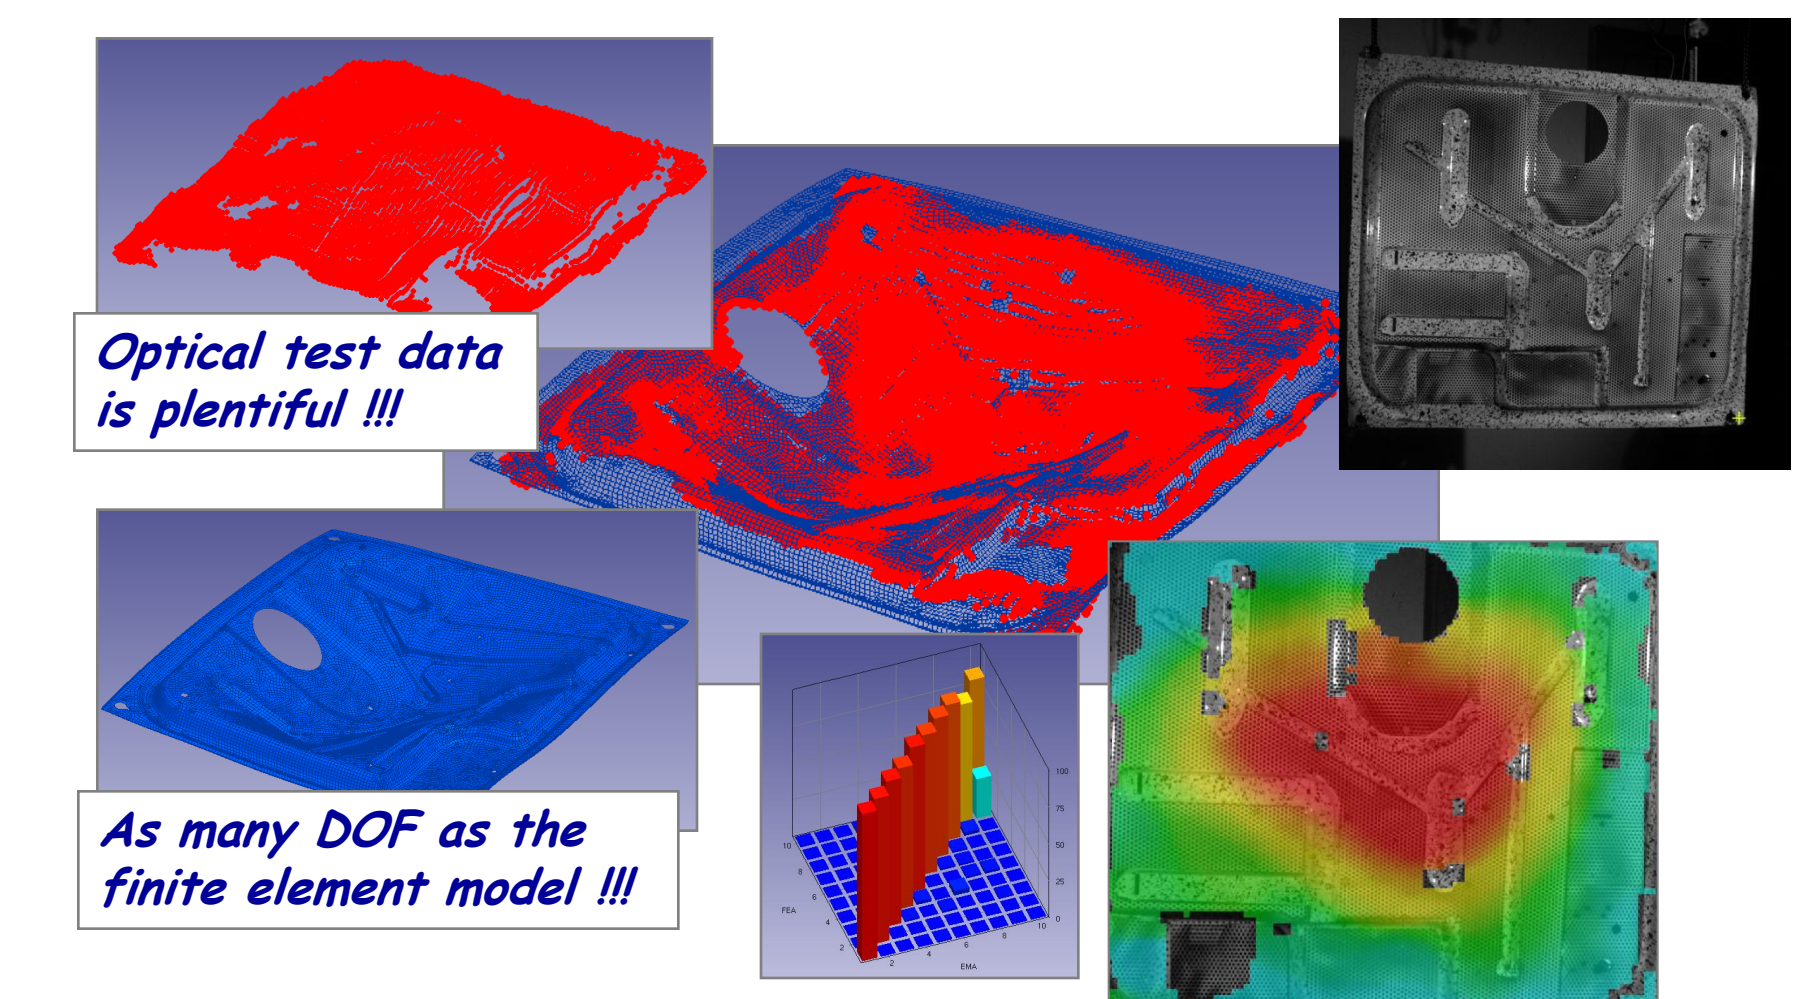 Optical test data
is plentiful !!!
As many DOF as the
finite element model !!!
100
75
50
25
0
10
8
6
4
2
FEA
2
4
6
8
10
EMA